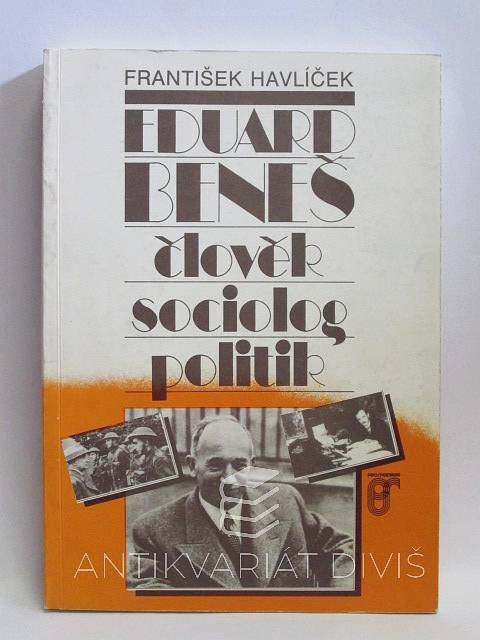 FRANTIŠEK HAVLÍČEK
EDUARD
BENEŠ
člověk
sociolog
politik
ANTIKVARIÁT DIVIŠ